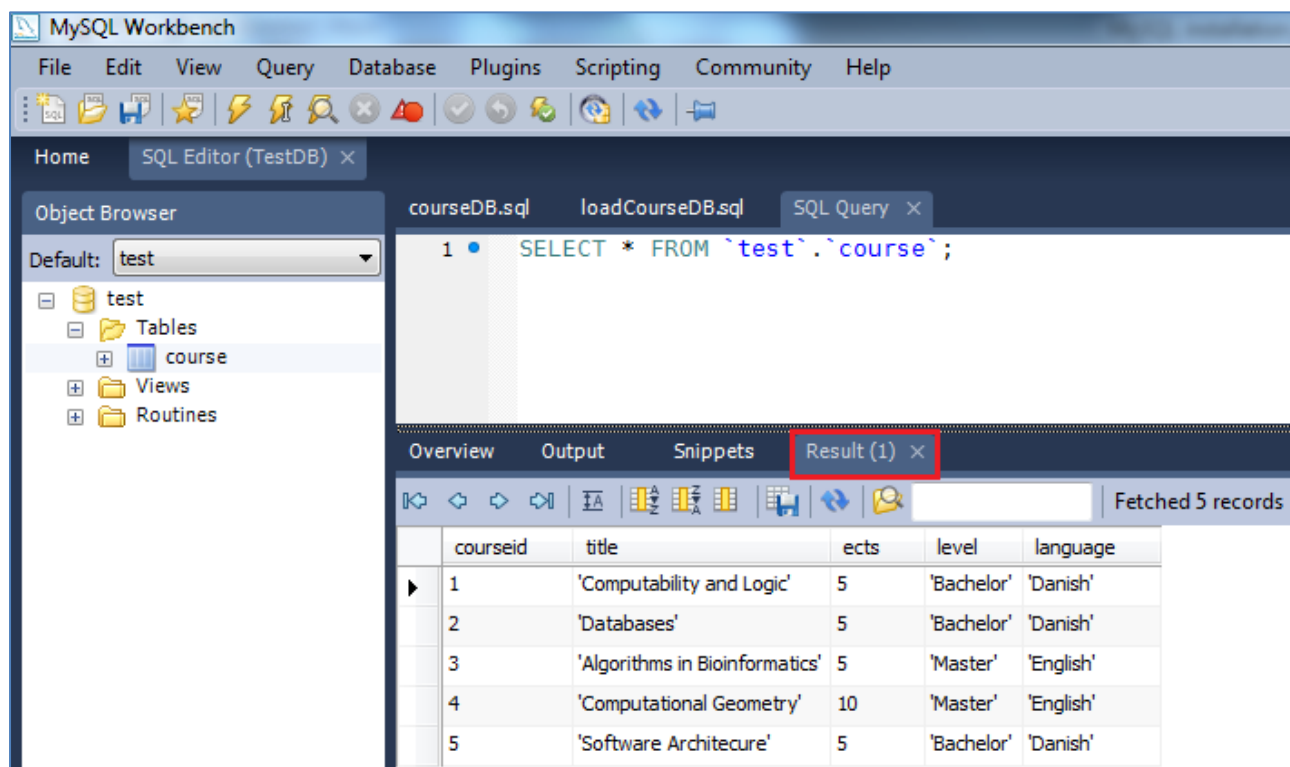 MySQL Workbench
File Edit View Query Database Plugins Scripting Community Help
Home SQL Editor (TestDB)
Object Browser
Default: test
test
Tables
course
Views
Routines
courseDB.sql loadCourseDB.sql SQL Query
1 SELECT * FROM `test`.`course`;
Overview Output Snippets Result (1)
Fetched 5 records
courseid title ects level language
1 'Computability and Logic' 5 'Bachelor' 'Danish'
2 'Databases' 5 'Bachelor' 'Danish'
3 'Algorithms in Bioinformatics' 5 'Master' 'English'
4 'Computational Geometry' 10 'Master' 'English'
5 'Software Architecure' 5 'Bachelor' 'Danish'